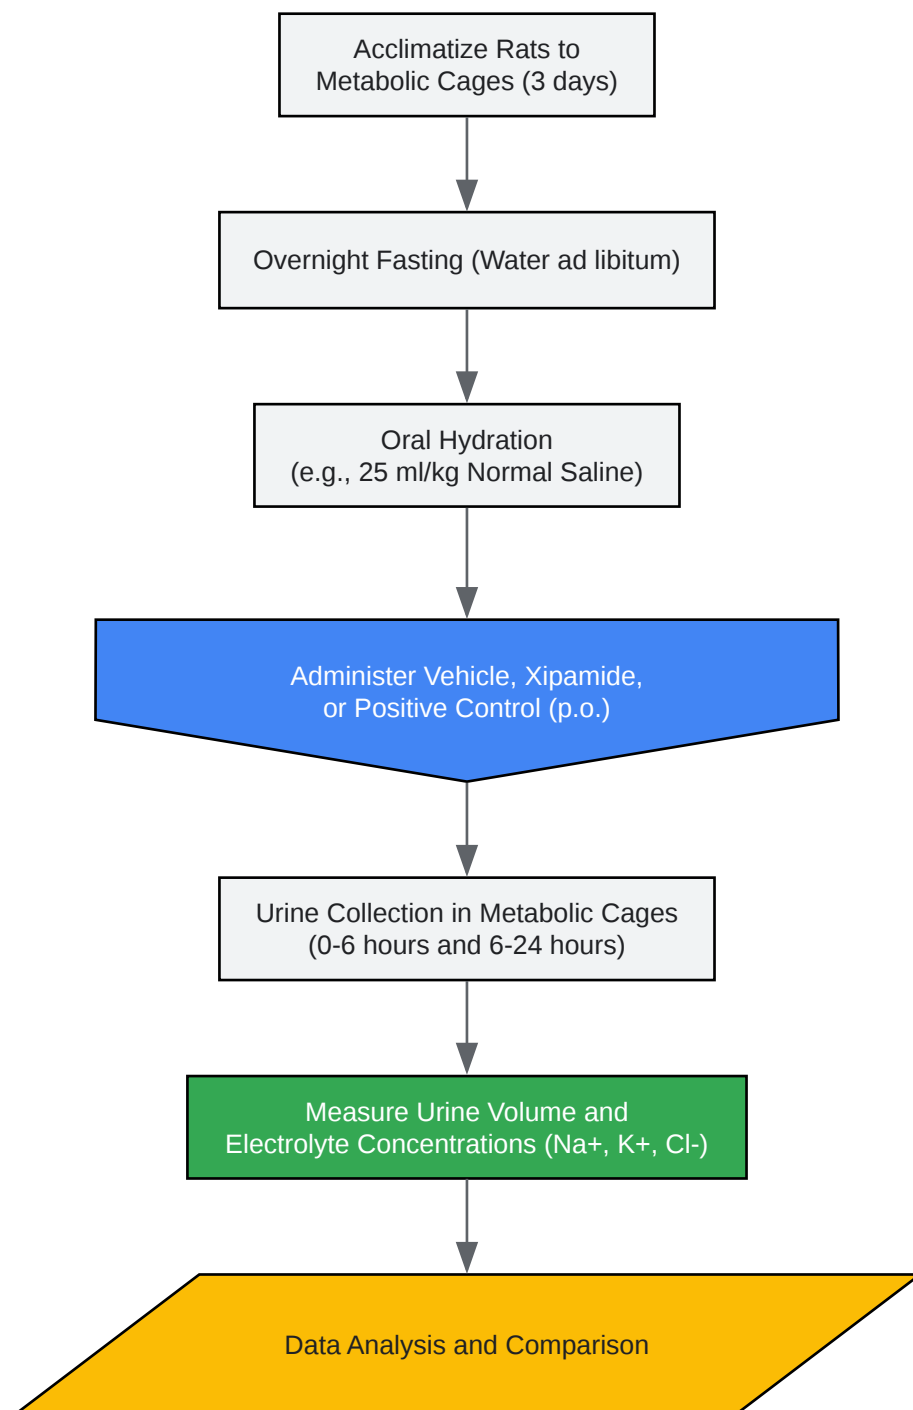 Acclimatize Rats to
Metabolic Cages (3 days)
Overnight Fasting (Water ad libitum)
Oral Hydration
(e.g., 25 ml/kg Normal Saline)
Administer Vehicle, Xipamide,
or Positive Control (p.o.)
Urine Collection in Metabolic Cages
(0-6 hours and 6-24 hours)
Measure Urine Volume and
Electrolyte Concentrations (Na+, K+, Cl-)
Data Analysis and Comparison